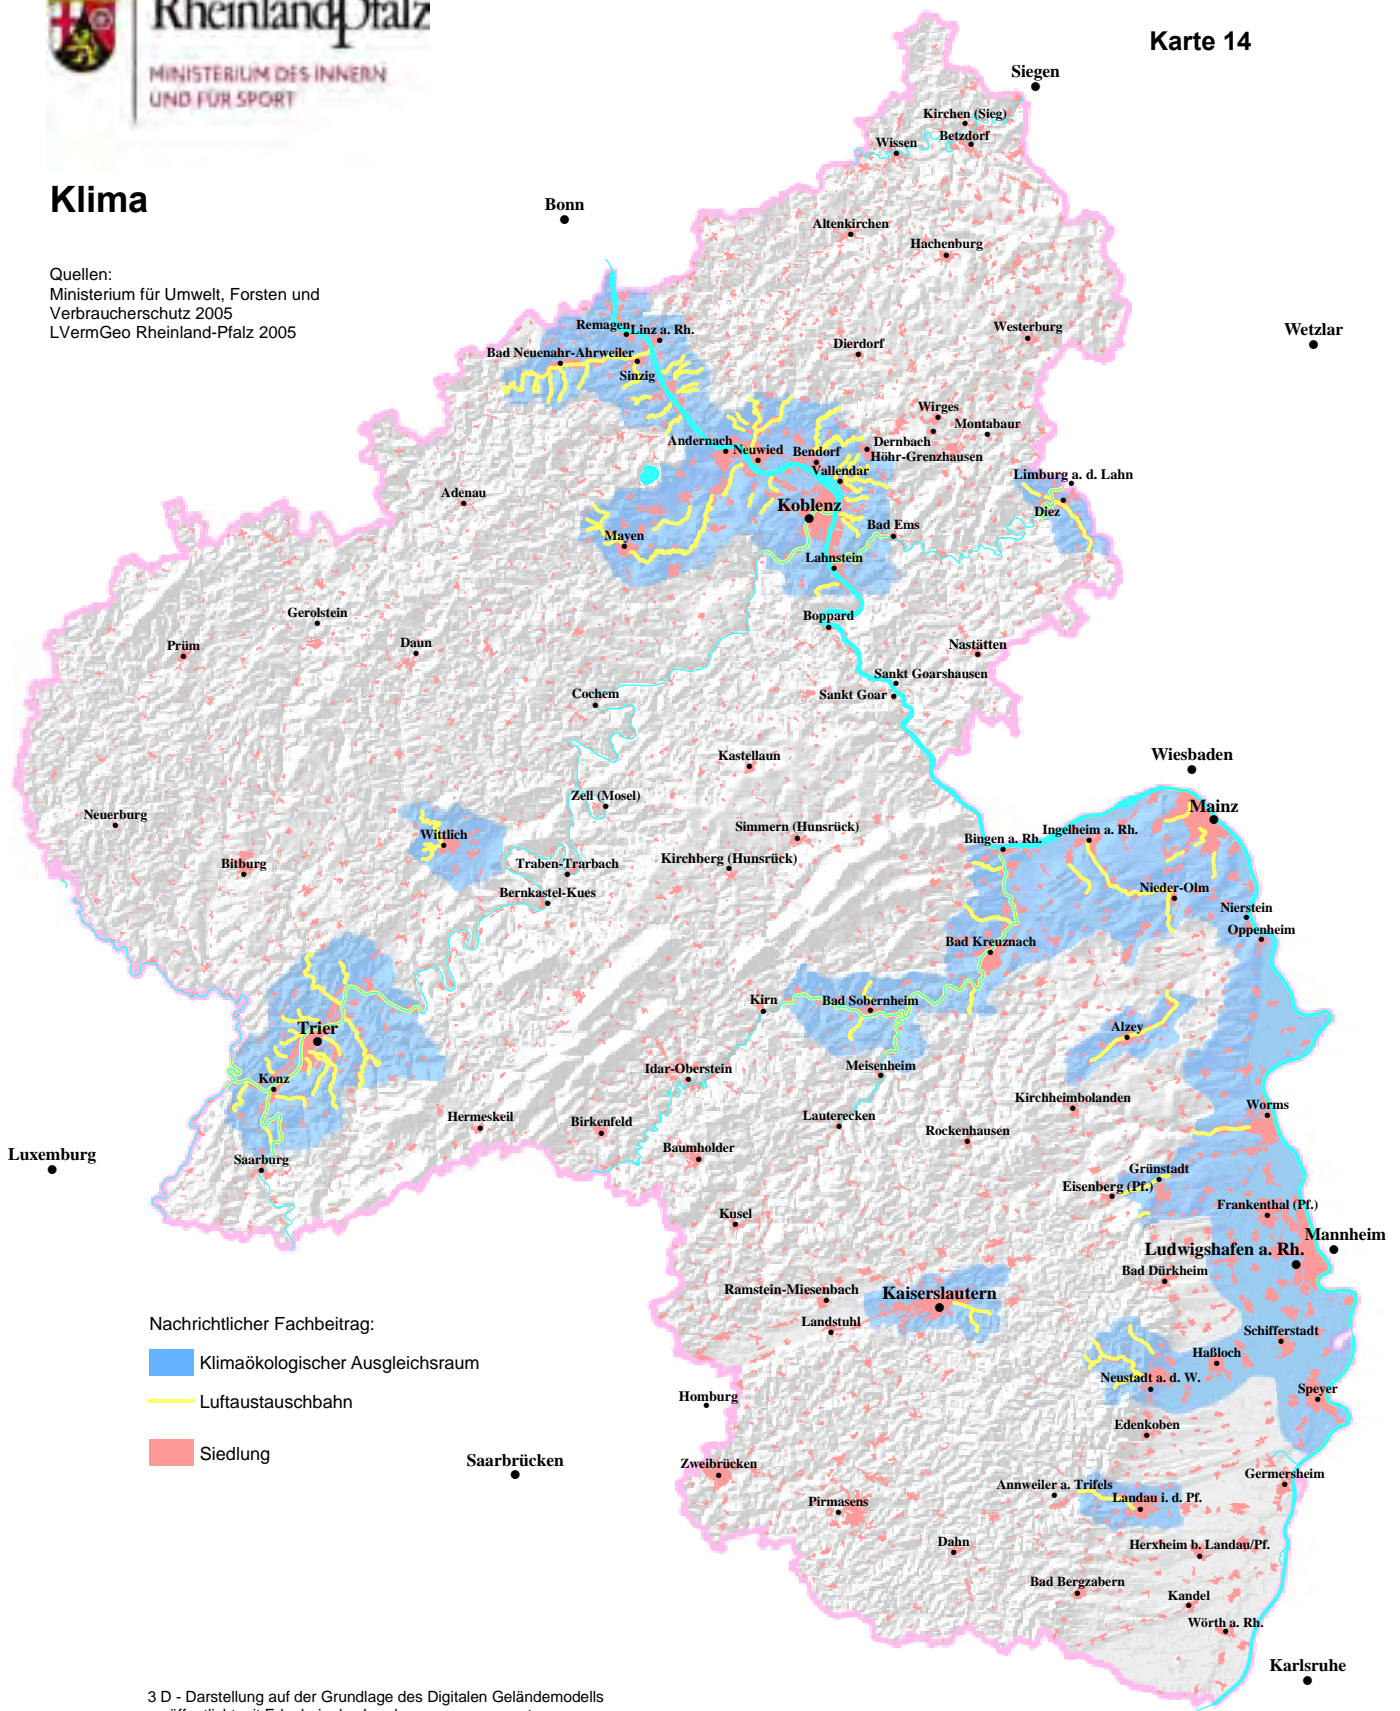 RheinlandPfalz
MINISTERIUM DES INNERN
UND FÜR SPORT
Karte 14
Klima
Quellen:
Ministerium für Umwelt, Forsten und
Verbraucherschutz 2005
LVermGeo Rheinland-Pfalz 2005
Siegen
Kirchen (Sieg)
Betzdorf
Wissen
Bonn
Altenkirchen
Hachenburg
Remagen
Linz a. Rh.
Westerburg
Wetzlar
Dierdorf
Bad Neuenahr-Ahrweiler
Sinzig
Wirges
Montabaur
Andernach
Neuwied
Bendorf
Dernbach
Höhr-Grenzhausen
Vallendar
Limburg a. d. Lahn
Diez
Adenau
Koblenz
Bad Ems
Mayen
Lahnstein
Gerolstein
Boppard
Prüm
Daun
Nastätten
Sankt Goarshausen
Sankt Goar
Cochem
Kastellaun
Wiesbaden
Zell (Mosel)
Mainz
Neuerburg
Wittlich
Simmern (Hunsrück)
Bingen a. Rh.
Ingelheim a. Rh.
Bitburg
Traben-Trarbach
Kirchberg (Hunsrück)
Bernkastel-Kues
Nieder-Olm
Nierstein
Oppenheim
Bad Kreuznach
Kirn
Bad Sobernheim
Trier
Alzey
Idar-Oberstein
Meisenheim
Konz
Kirchheimbolanden
Worms
Hermeskeil
Birkenfeld
Lauterecken
Rockenhausen
Luxemburg
Saarburg
Baumholder
Grünstadt
Eisenberg (Pf.)
Frankenthal (Pf.)
Kusel
Mannheim
Ludwigshafen a. Rh.
Bad Dürkheim
Ramstein-Miesenbach
Kaiserslautern
Landstuhl
Nachrichtlicher Fachbeitrag:
Klimaökologischer Ausgleichsraum
Luftaustauschbahn
Siedlung
Schifferstadt
Haßloch
Neustadt a. d. W.
Speyer
Homburg
Edenkoben
Saarbrücken
Zweibrücken
Germersheim
Annweiler a. Trifels
Landau i. d. Pf.
Pirmasens
Dahn
Herxheim b. Landau/Pf.
Bad Bergzabern
Kandel
Wörth a. Rh.
Karlsruhe
3 D - Darstellung auf der Grundlage des Digitalen Geländemodells